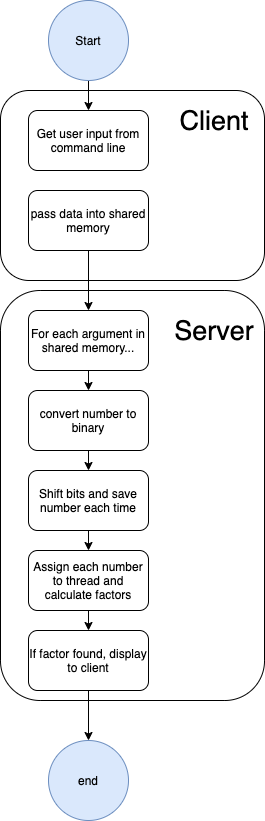 Start
Client
Get user input from
command line
pass data into shared
memory
Server
For each argument in
shared memory...
convert number to
binary
Shift bits and save
number each time
Assign each number
to thread and
calculate factors
If factor found, display
to client
end